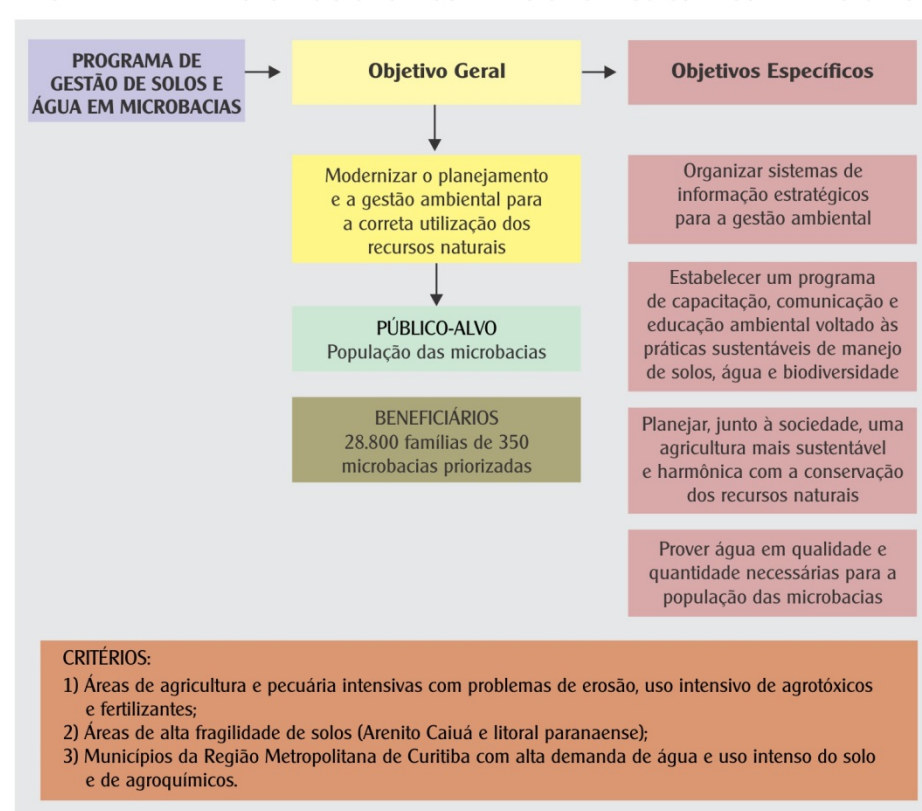 PROGRAMA DE
GESTÃO DE SOLOS E
ÁGUA EM MICROBACIAS
Objetivo Geral
Modernizar o planejamento
e a gestão ambiental para
a correta utilização dos
recursos naturais
PÚBLICO-ALVO
População das microbacias
BENEFICIÁRIOS
28.800 famílias de 350
microbacias priorizadas
Objetivos Específicos
Organizar sistemas de
informação estratégicos
para a gestão ambiental
Estabelecer um programa
de capacitação, comunicação e
educação ambiental voltado às
práticas sustentáveis de manejo
de solos, água e biodiversidade
Planejar, junto à sociedade, uma
agricultura mais sustentável
e harmônica com a conservação
dos recursos naturais
Prover água em qualidade e
quantidade necessárias para a
população das microbacias
CRITÉRIOS:
1) Áreas de agricultura e pecuária intensivas com problemas de erosão, uso intensivo de agrotóxicos
e fertilizantes;
2) Áreas de alta fragilidade de solos (Arenito Caiuá e litoral paranaense);
3) Municípios da Região Metropolitana de Curitiba com alta demanda de água e uso intenso do solo
e de agroquímicos.